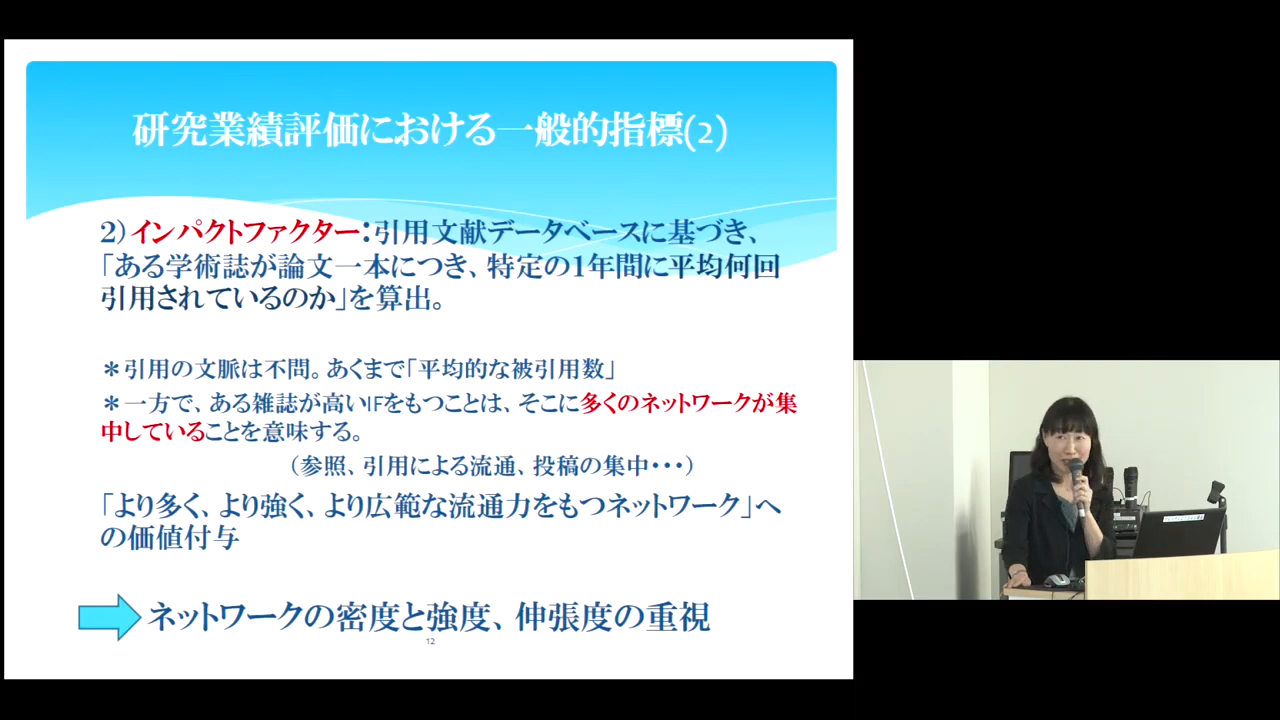 研究業績評価における一般的指標(2)
2）インパクトファクター：引用文献データベースに基づき、
「ある学術誌が論文一本につき、特定の1年間に平均何回
引用されているのか」を算出。
＊引用の文脈は不問。あくまで「平均的な被引用数」
＊一方で、ある雑誌が高いIFをもつことは、そこに多くのネットワークが集
中していることを意味する。
（参照、引用による流通、投稿の集中・・・）
「より多く、より強く、より広範な流通力をもつネットワーク」へ
の価値付与
ネットワークの密度と強度、伸張度の重視
12